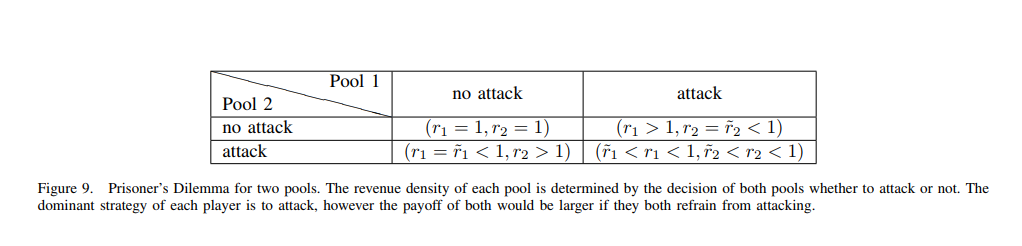 Pool 1
Pool 2
no attack
attack
no attack
(r₁ = 1, r₂ = 1)
(r₁ > 1, r₂ = r̃₂ < 1)
attack
(r₁ = r̃₁ < 1, r₂ > 1)
(r̃₁ < r₁ < 1, r̃₂ < r₂ < 1)
Figure 9. Prisoner's Dilemma for two pools. The revenue density of each pool is determined by the decision of both pools whether to attack or not. The
dominant strategy of each player is to attack, however the payoff of both would be larger if they both refrain from attacking.